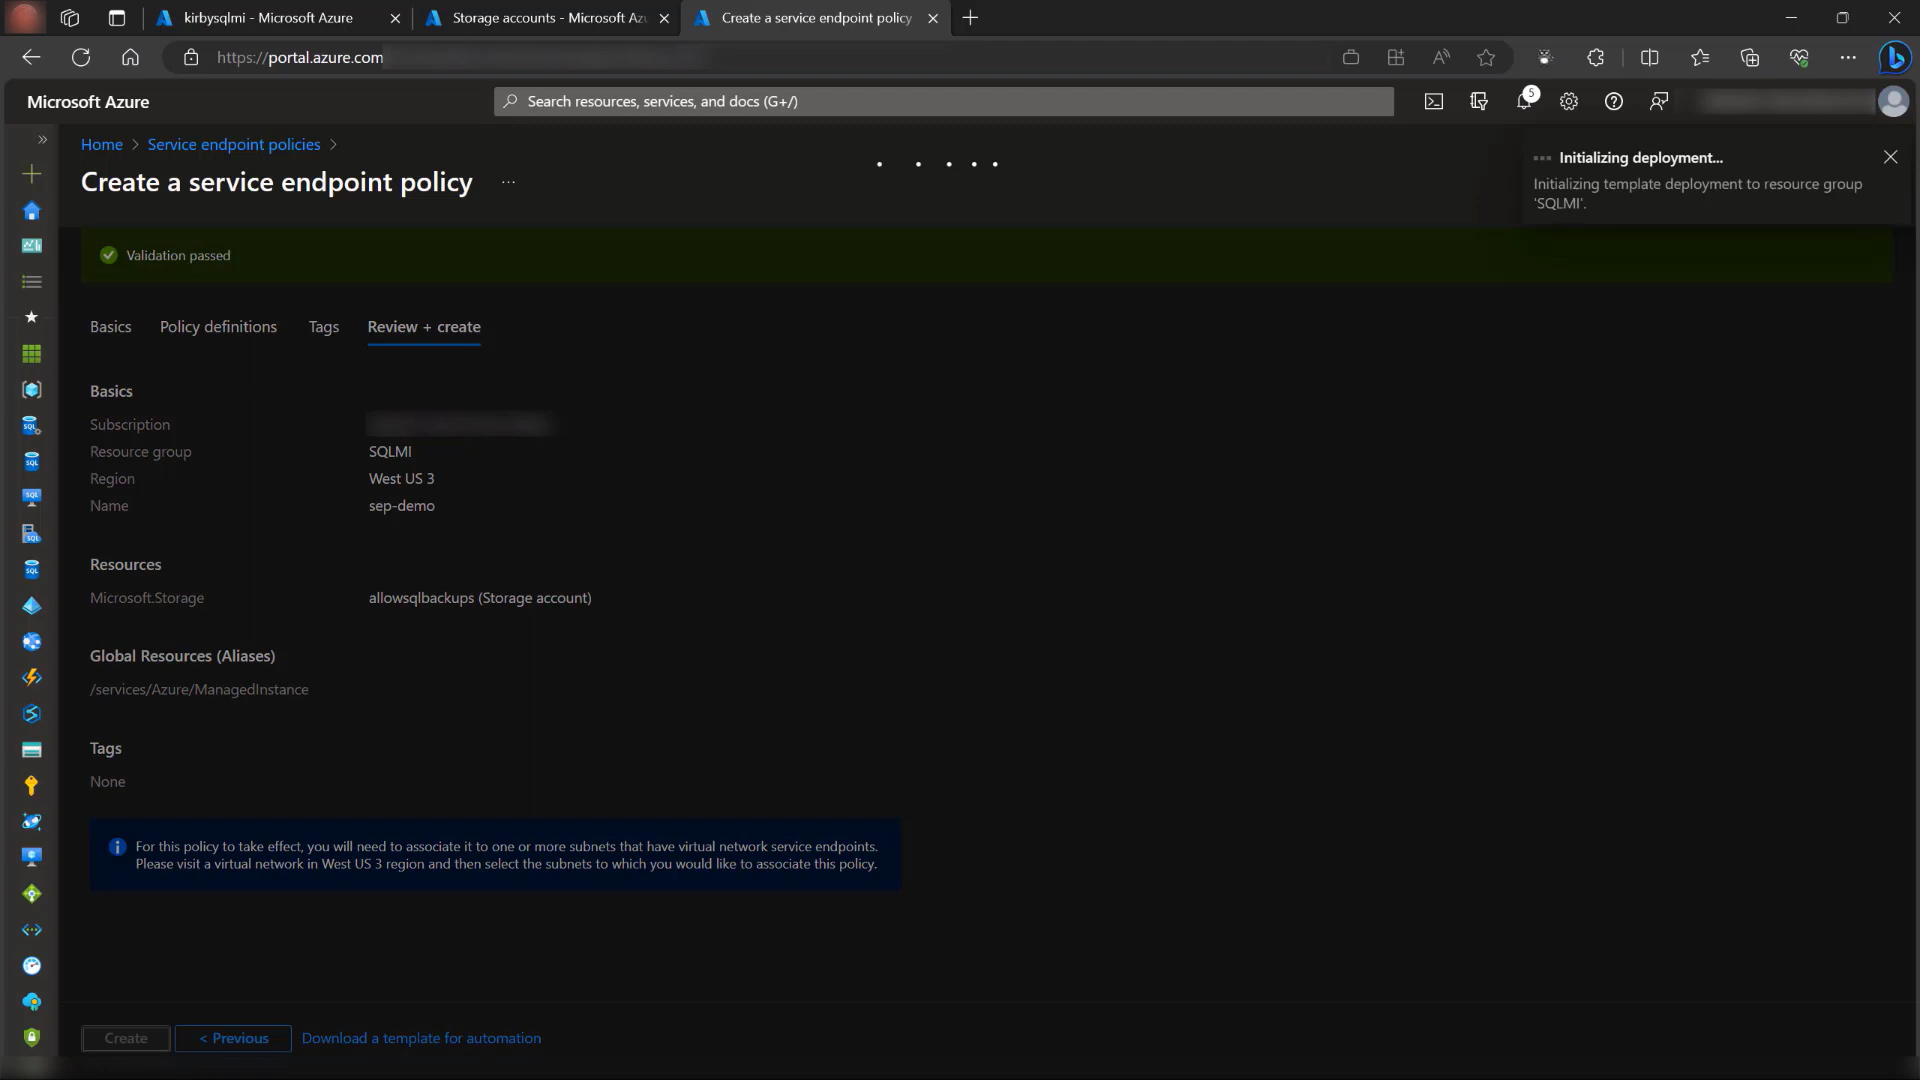 kirbysqlmi - Microsoft Azure
Storage accounts - Microsoft Az
Create a service endpoint policy
https://portal.azure.com
Microsoft Azure
Search resources, services, and docs (G+/)
5
Home > Service endpoint policies >
Create a service endpoint policy
...
Initializing deployment...
Initializing template deployment to resource group
'SQLMI'.
Validation passed
Basics
Policy definitions
Tags
Review + create
Basics
Subscription
Resource group SQLMI
Region West US 3
Name sep-demo
Resources
Microsoft.Storage allowsqlbackups (Storage account)
Global Resources (Aliases)
/services/Azure/ManagedInstance
Tags
None
For this policy to take effect, you will need to associate it to one or more subnets that have virtual network service endpoints.
Please visit a virtual network in West US 3 region and then select the subnets to which you would like to associate this policy.
Create
< Previous
Download a template for automation
SQL
SQL
SQL
SQL
SQL